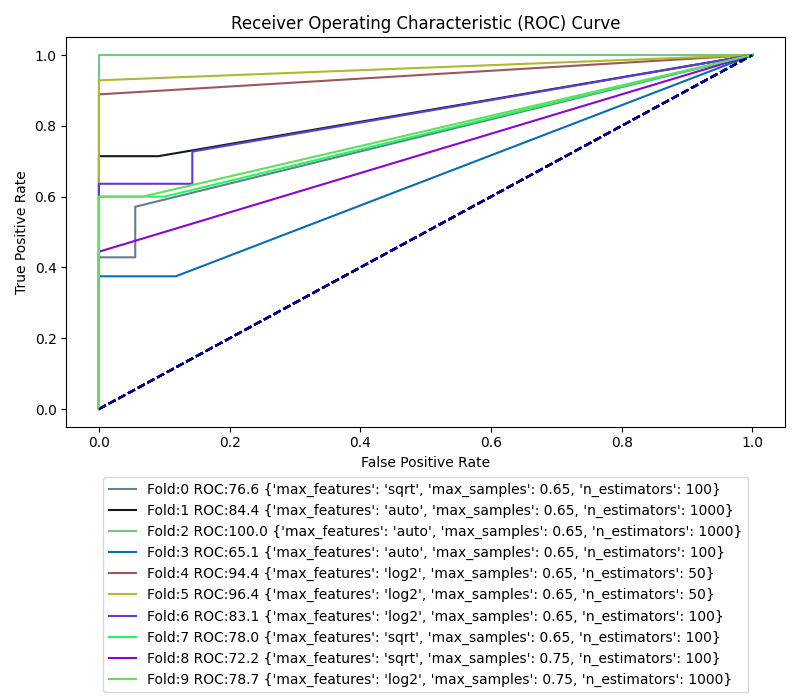 Receiver Operating Characteristic (ROC) Curve
True Positive Rate
1.0
0.8
0.6
0.4
0.2
0.0
0.0 0.2 0.4 0.6 0.8 1.0
False Positive Rate
Fold:0 ROC:76.6 {'max_features': 'sqrt', 'max_samples': 0.65, 'n_estimators': 100}
Fold:1 ROC:84.4 {'max_features': 'auto', 'max_samples': 0.65, 'n_estimators': 1000}
Fold:2 ROC:100.0 {'max_features': 'auto', 'max_samples': 0.65, 'n_estimators': 1000}
Fold:3 ROC:65.1 {'max_features': 'auto', 'max_samples': 0.65, 'n_estimators': 100}
Fold:4 ROC:94.4 {'max_features': 'log2', 'max_samples': 0.65, 'n_estimators': 50}
Fold:5 ROC:96.4 {'max_features': 'log2', 'max_samples': 0.65, 'n_estimators': 50}
Fold:6 ROC:83.1 {'max_features': 'log2', 'max_samples': 0.65, 'n_estimators': 100}
Fold:7 ROC:78.0 {'max_features': 'sqrt', 'max_samples': 0.65, 'n_estimators': 100}
Fold:8 ROC:72.2 {'max_features': 'sqrt', 'max_samples': 0.75, 'n_estimators': 100}
Fold:9 ROC:78.7 {'max_features': 'log2', 'max_samples': 0.75, 'n_estimators': 1000}